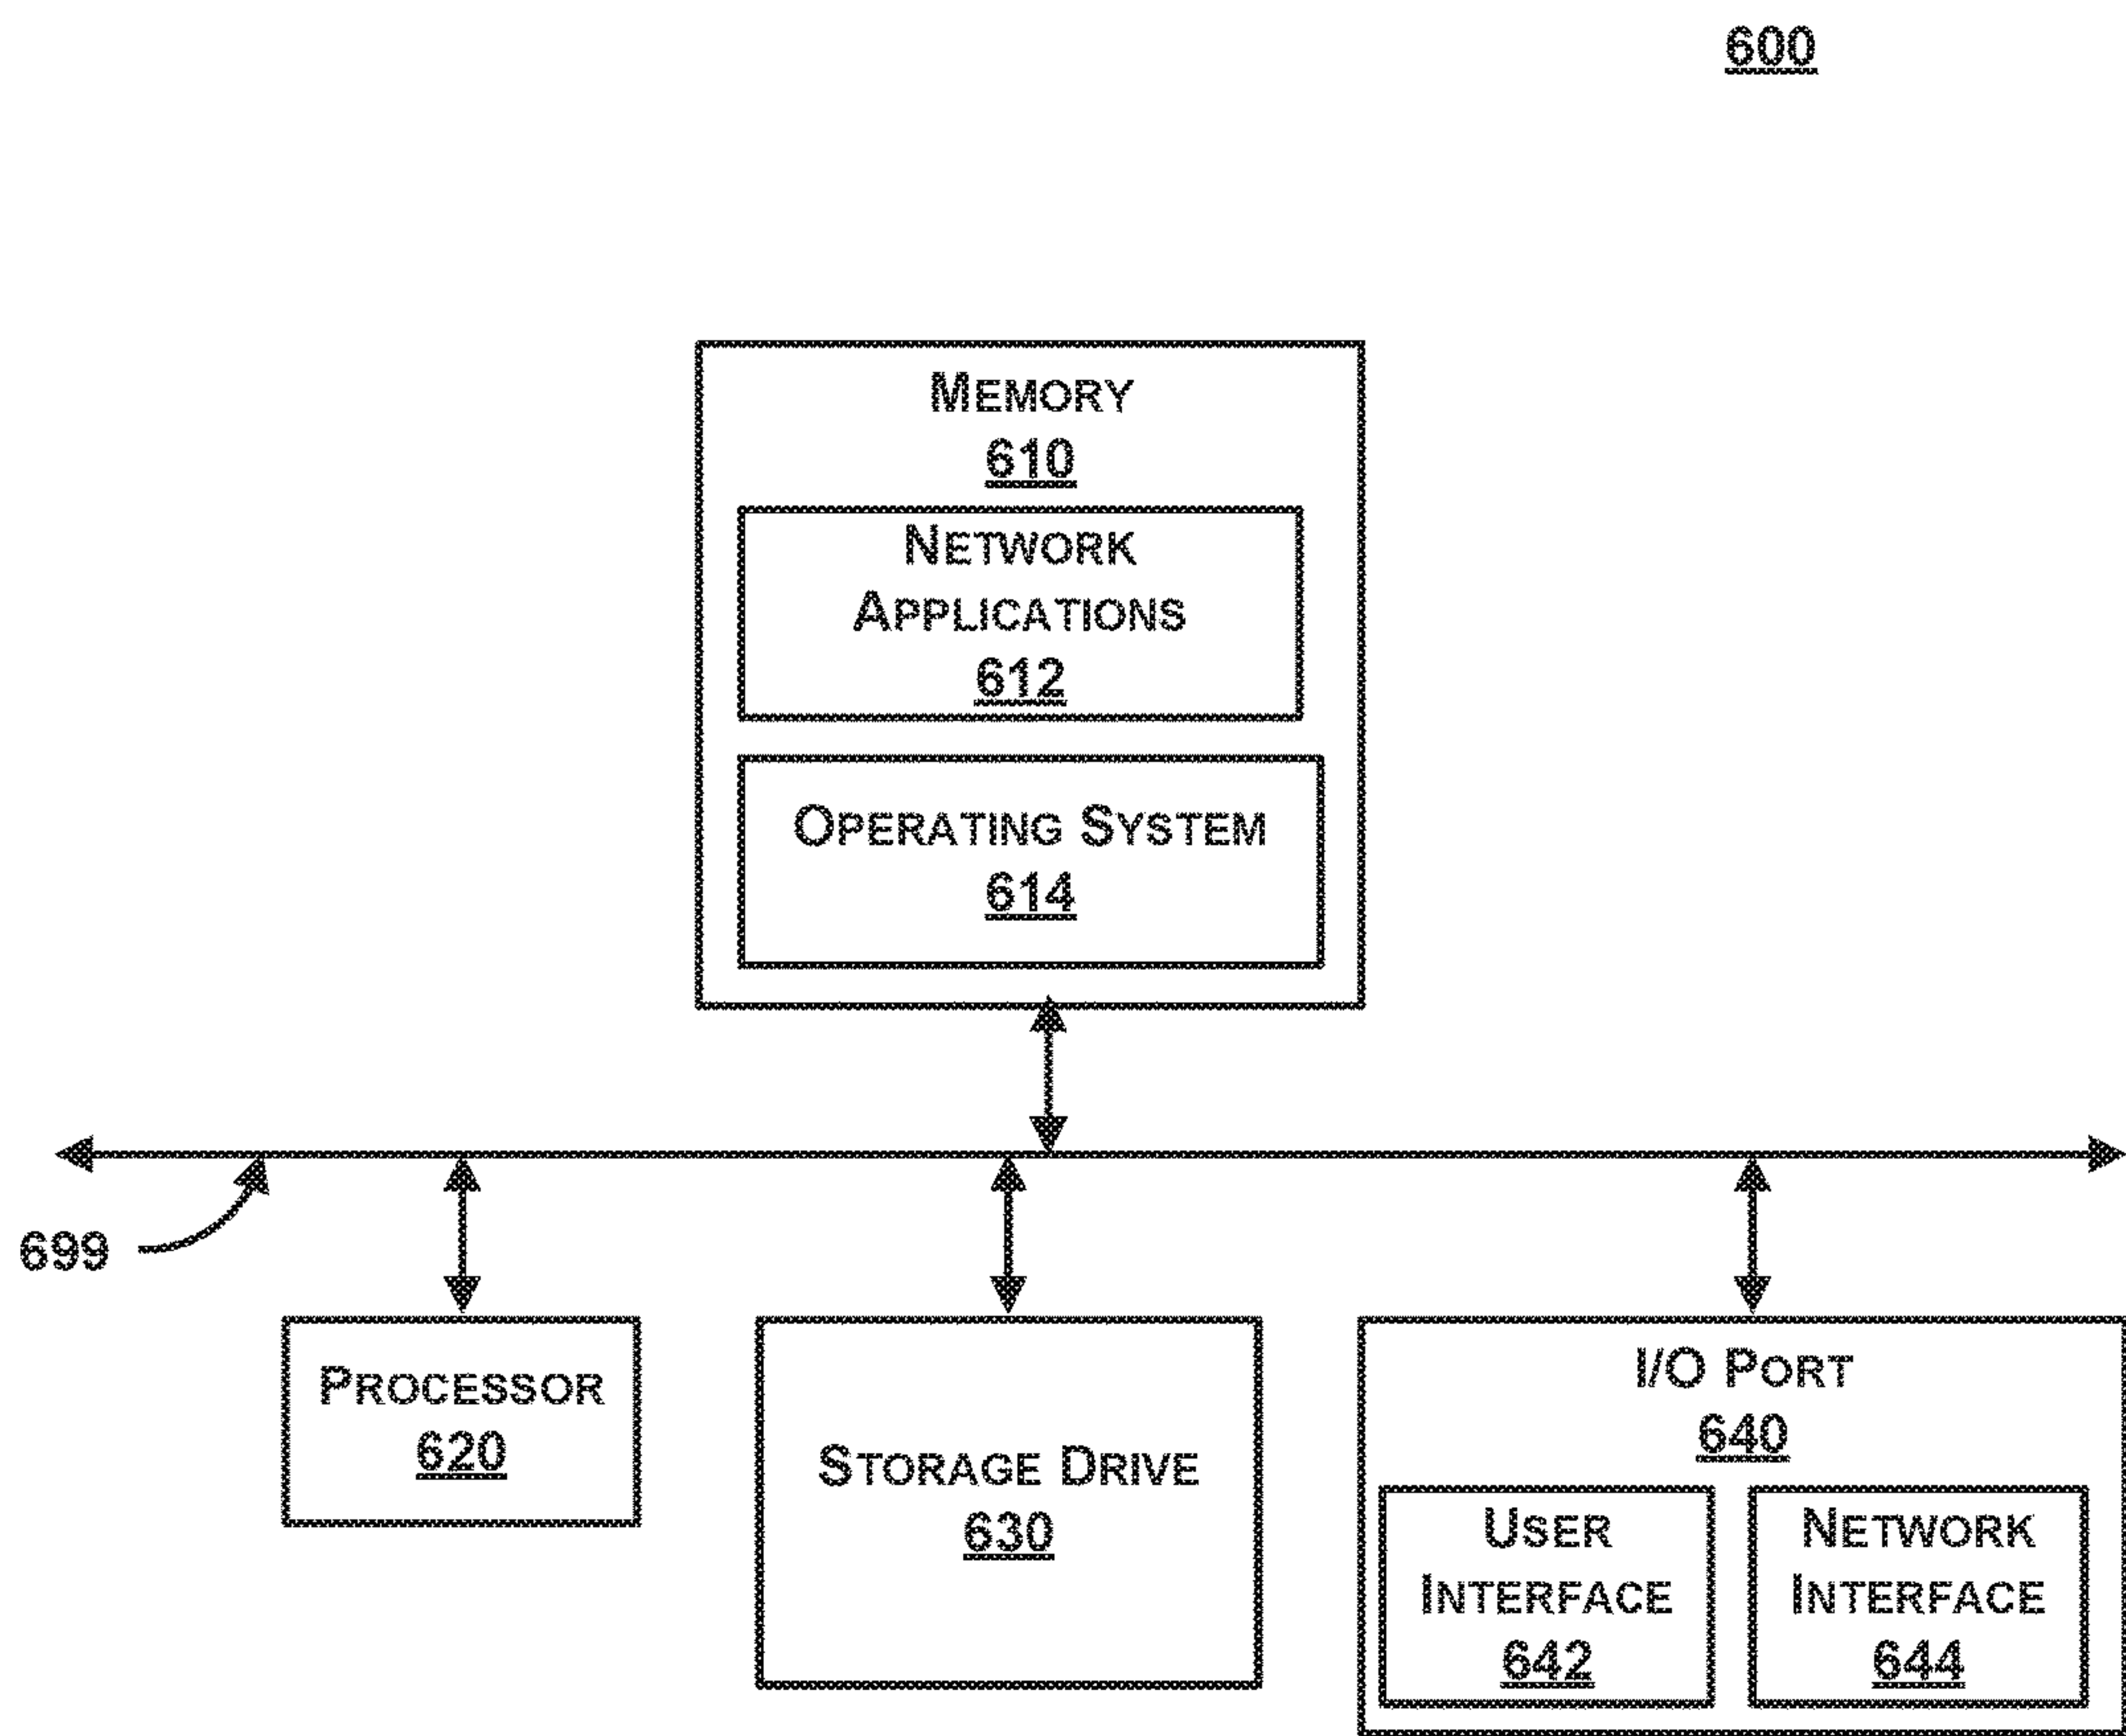 600
MEMORY
610
NETWORK
APPLICATIONS
612
OPERATING SYSTEM
614
699
PROCESSOR
620
STORAGE DRIVE
630
I/O PORT
640
USER
INTERFACE
642
NETWORK
INTERFACE
644